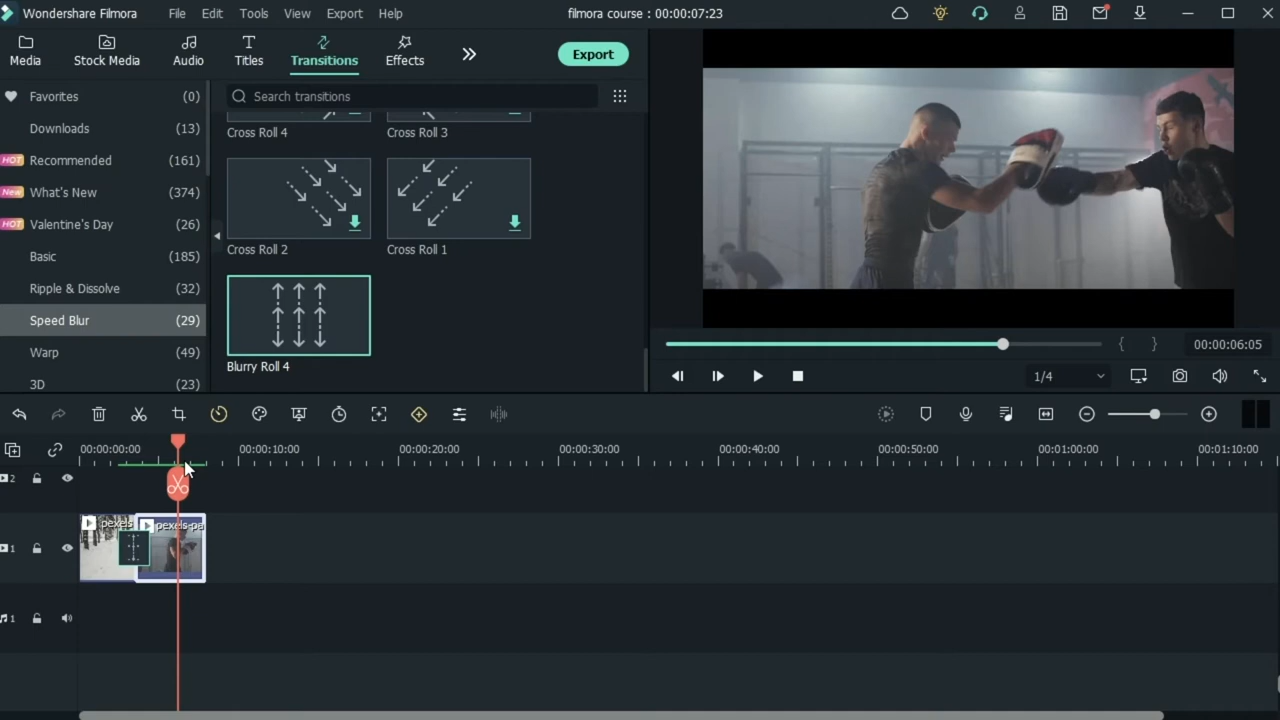 Wondershare Filmora File Edit Tools View Export Help filmora course : 00:00:07:23
Media Stock Media Audio Titles Transitions Effects Export
Favorites (0)
Downloads (13)
HOT Recommended (161)
New What's New (374)
HOT Valentine's Day (26)
Basic (185)
Ripple & Dissolve (32)
Speed Blur (29)
Warp (49)
3D (23)
Search transitions
Cross Roll 4 Cross Roll 3
Cross Roll 2 Cross Roll 1
Blurry Roll 4
{ } 00:00:06:05
1/4
00:00:00:00 00:00:10:00 00:00:20:00 00:00:30:00 00:00:40:00 00:00:50:00 00:01:00:00 00:01:10:00
2
pexels pexels-pa
1
1